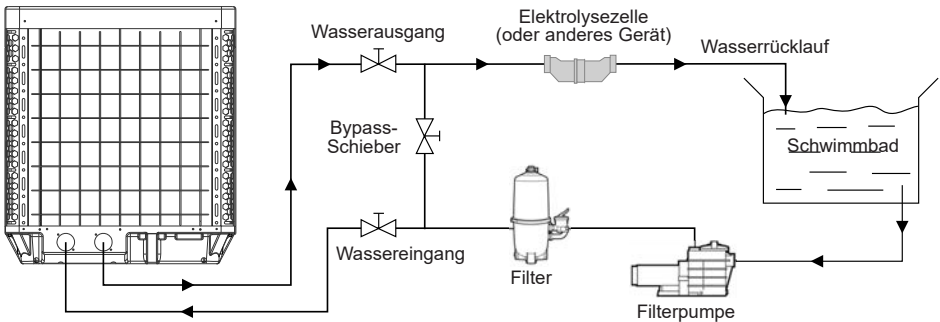 Wasserausgang
Elektrolysezelle
(oder anderes Gerät)
Wasserrücklauf
Bypass-
Schieber
Schwimmbad
Wassereingang
Filter
Filterpumpe